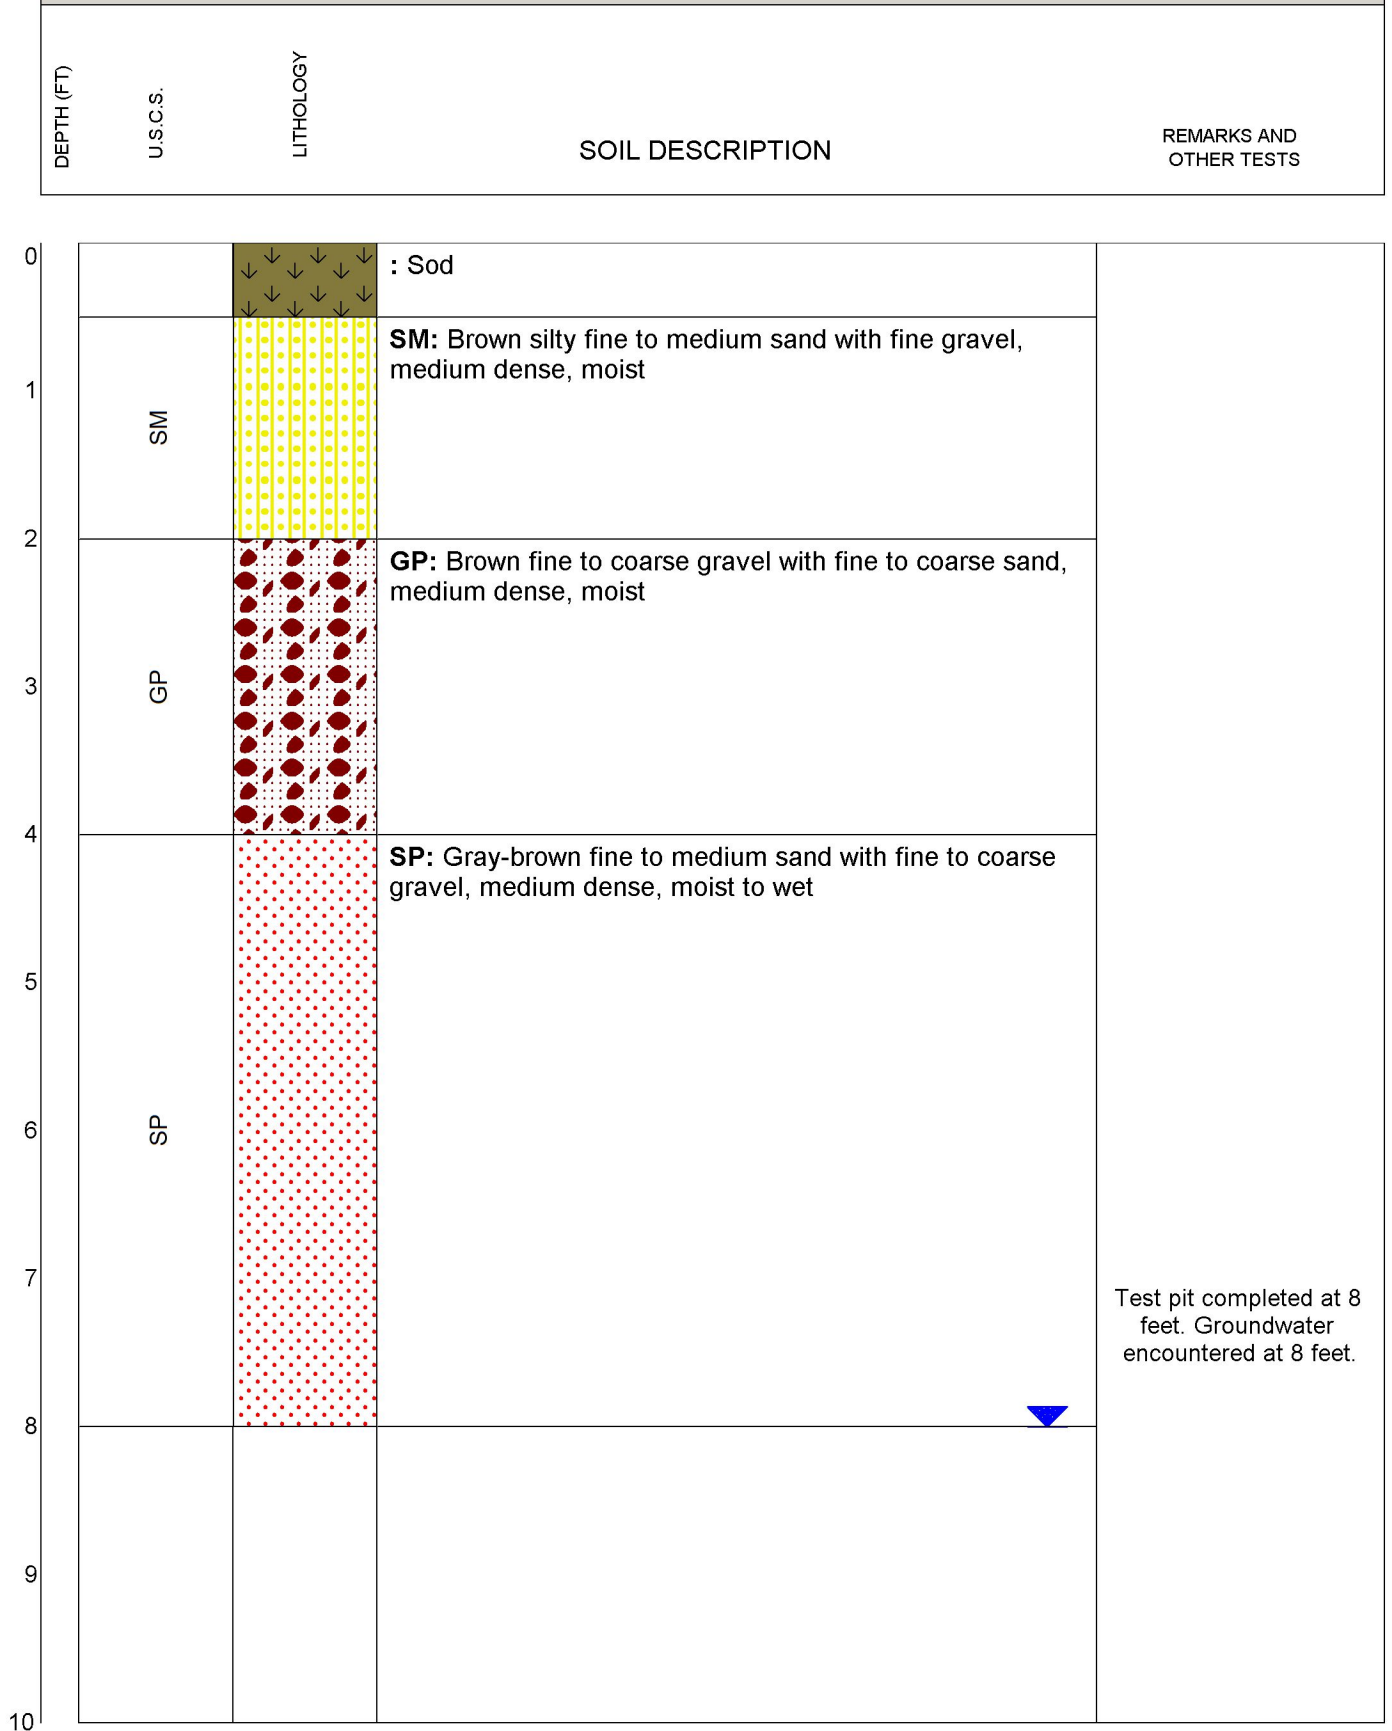 DEPTH (FT)
U.S.C.S.
LITHOLOGY
SOIL DESCRIPTION
REMARKS AND
OTHER TESTS
0
: Sod
SM: Brown silty fine to medium sand with fine gravel,
medium dense, moist
1
SM
2
GP: Brown fine to coarse gravel with fine to coarse sand,
medium dense, moist
3
GP
4
SP: Gray-brown fine to medium sand with fine to coarse
gravel, medium dense, moist to wet
5
6
SP
7
Test pit completed at 8
feet. Groundwater
encountered at 8 feet.
8
9
10